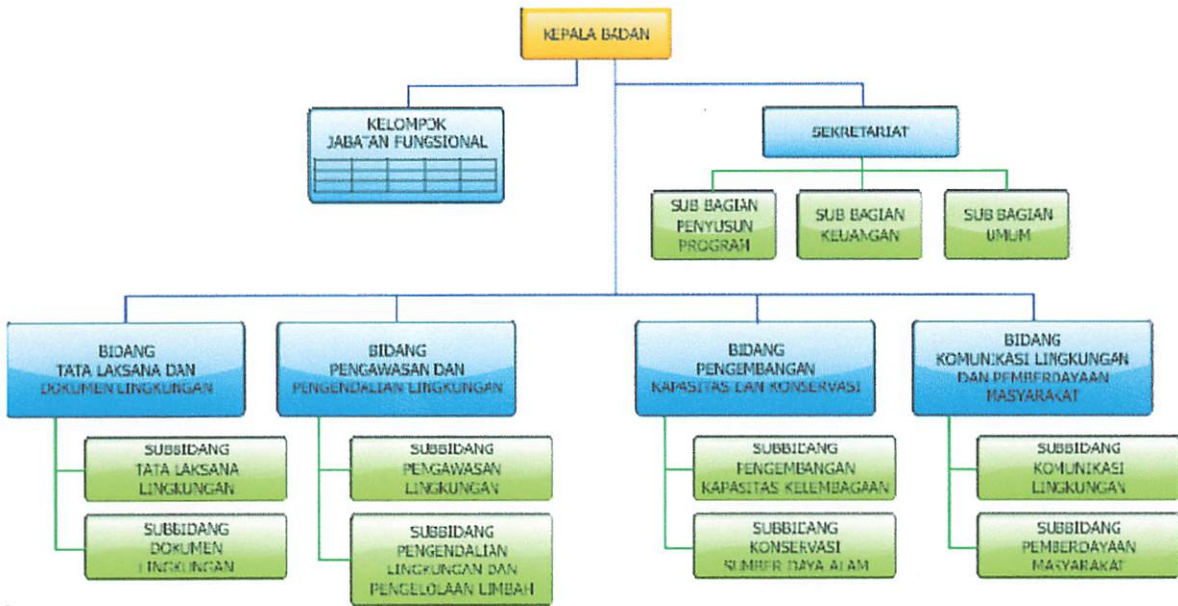 KEPALA BADAN
KELOMPOK
JABATAN FUNGSIONAL
SEKRETARIAT
SUB BAGIAN
PENYUSUN
PROGRAM
SUB BAGIAN
KEUANGAN
SUB BAGIAN
UMUM
BIDANG
TATA LAKSANA DAN
DOKUMEN LINGKUNGAN
BIDANG
PENGAWASAN DAN
PENGENDALIAN LINGKUNGAN
BIDANG
PENGEMBANGAN
KAPASITAS DAN KONSERVASI
BIDANG
KOMUNIKASI LINGKUNGAN
DAN PEMBERDAYAAN
MASYARAKAT
SUBBIDANG
TATA LAKSANA
LINGKUNGAN
SUBBIDANG
DOKUMEN
LINGKUNGAN
SUBBIDANG
PENGAWASAN
LINGKUNGAN
SUBBIDANG
PENGENDALIAN
LINGKUNGAN DAN
PENGELOLAAN LIMBAH
SUBBIDANG
PENGEMBANGAN
KAPASITAS KELEMBAGAAN
SUBBIDANG
KONSERVASI
SUMBER DAYA ALAM
SUBBIDANG
KOMUNIKASI
LINGKUNGAN
SUBBIDANG
PEMBERDAYAAN
MASYARAKAT